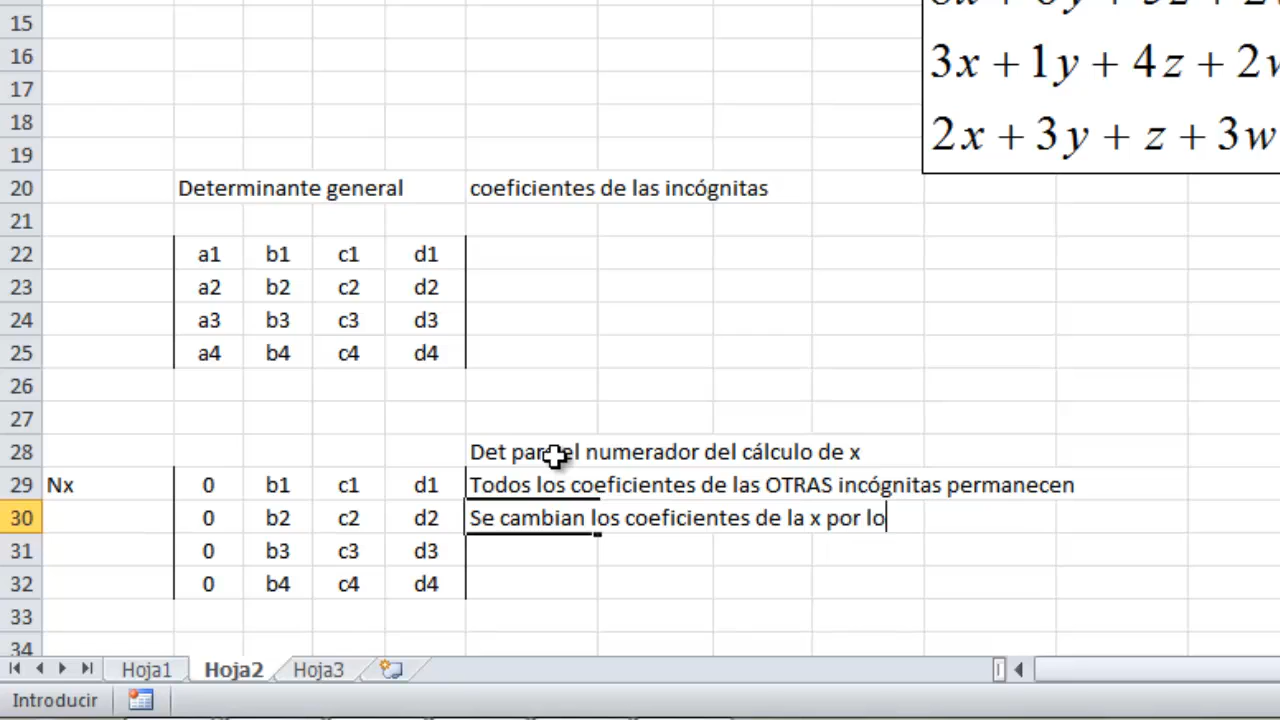 15
16
3x + 1y + 4z + 2
17
18
2x + 3y + z + 3w
19
20 Determinante general coeficientes de las incógnitas
21
22 a1 b1 c1 d1
23 a2 b2 c2 d2
24 a3 b3 c3 d3
25 a4 b4 c4 d4
26
27
28 Det para el numerador del cálculo de x
29 Nx 0 b1 c1 d1 Todos los coeficientes de las OTRAS incógnitas permanecen
30 0 b2 c2 d2 Se cambian los coeficientes de la x por lo
31 0 b3 c3 d3
32 0 b4 c4 d4
33
34
Hoja1 Hoja2 Hoja3
Introducir